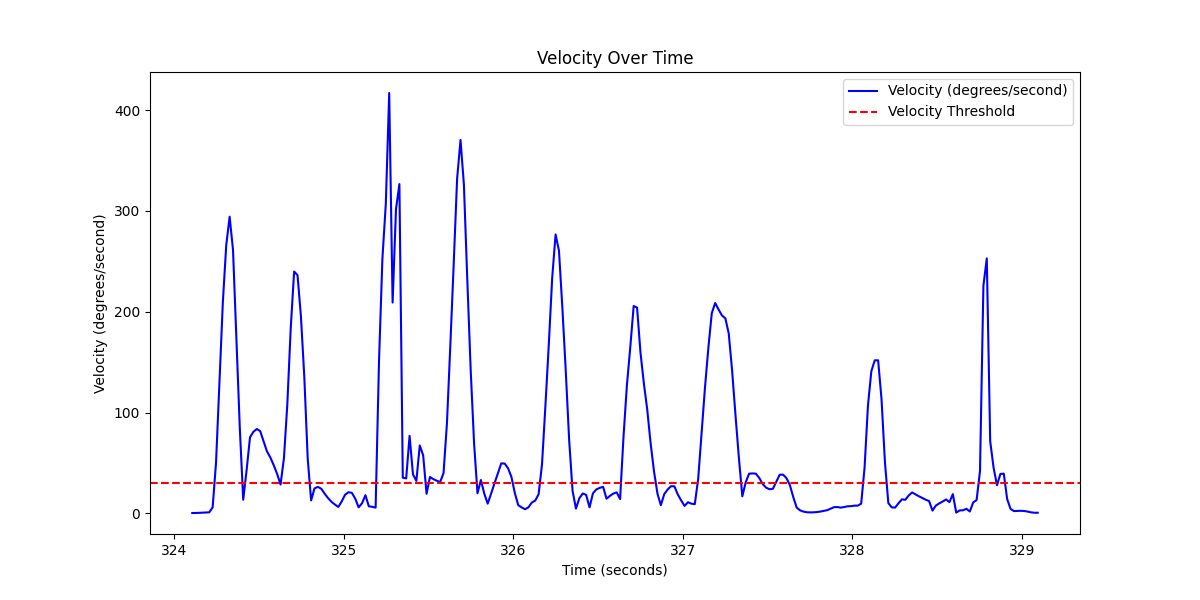 Velocity Over Time
Velocity (degrees/second)
Velocity Threshold
Velocity (degrees/second)
400
300
200
100
0
324 325 326 327 328 329
Time (seconds)